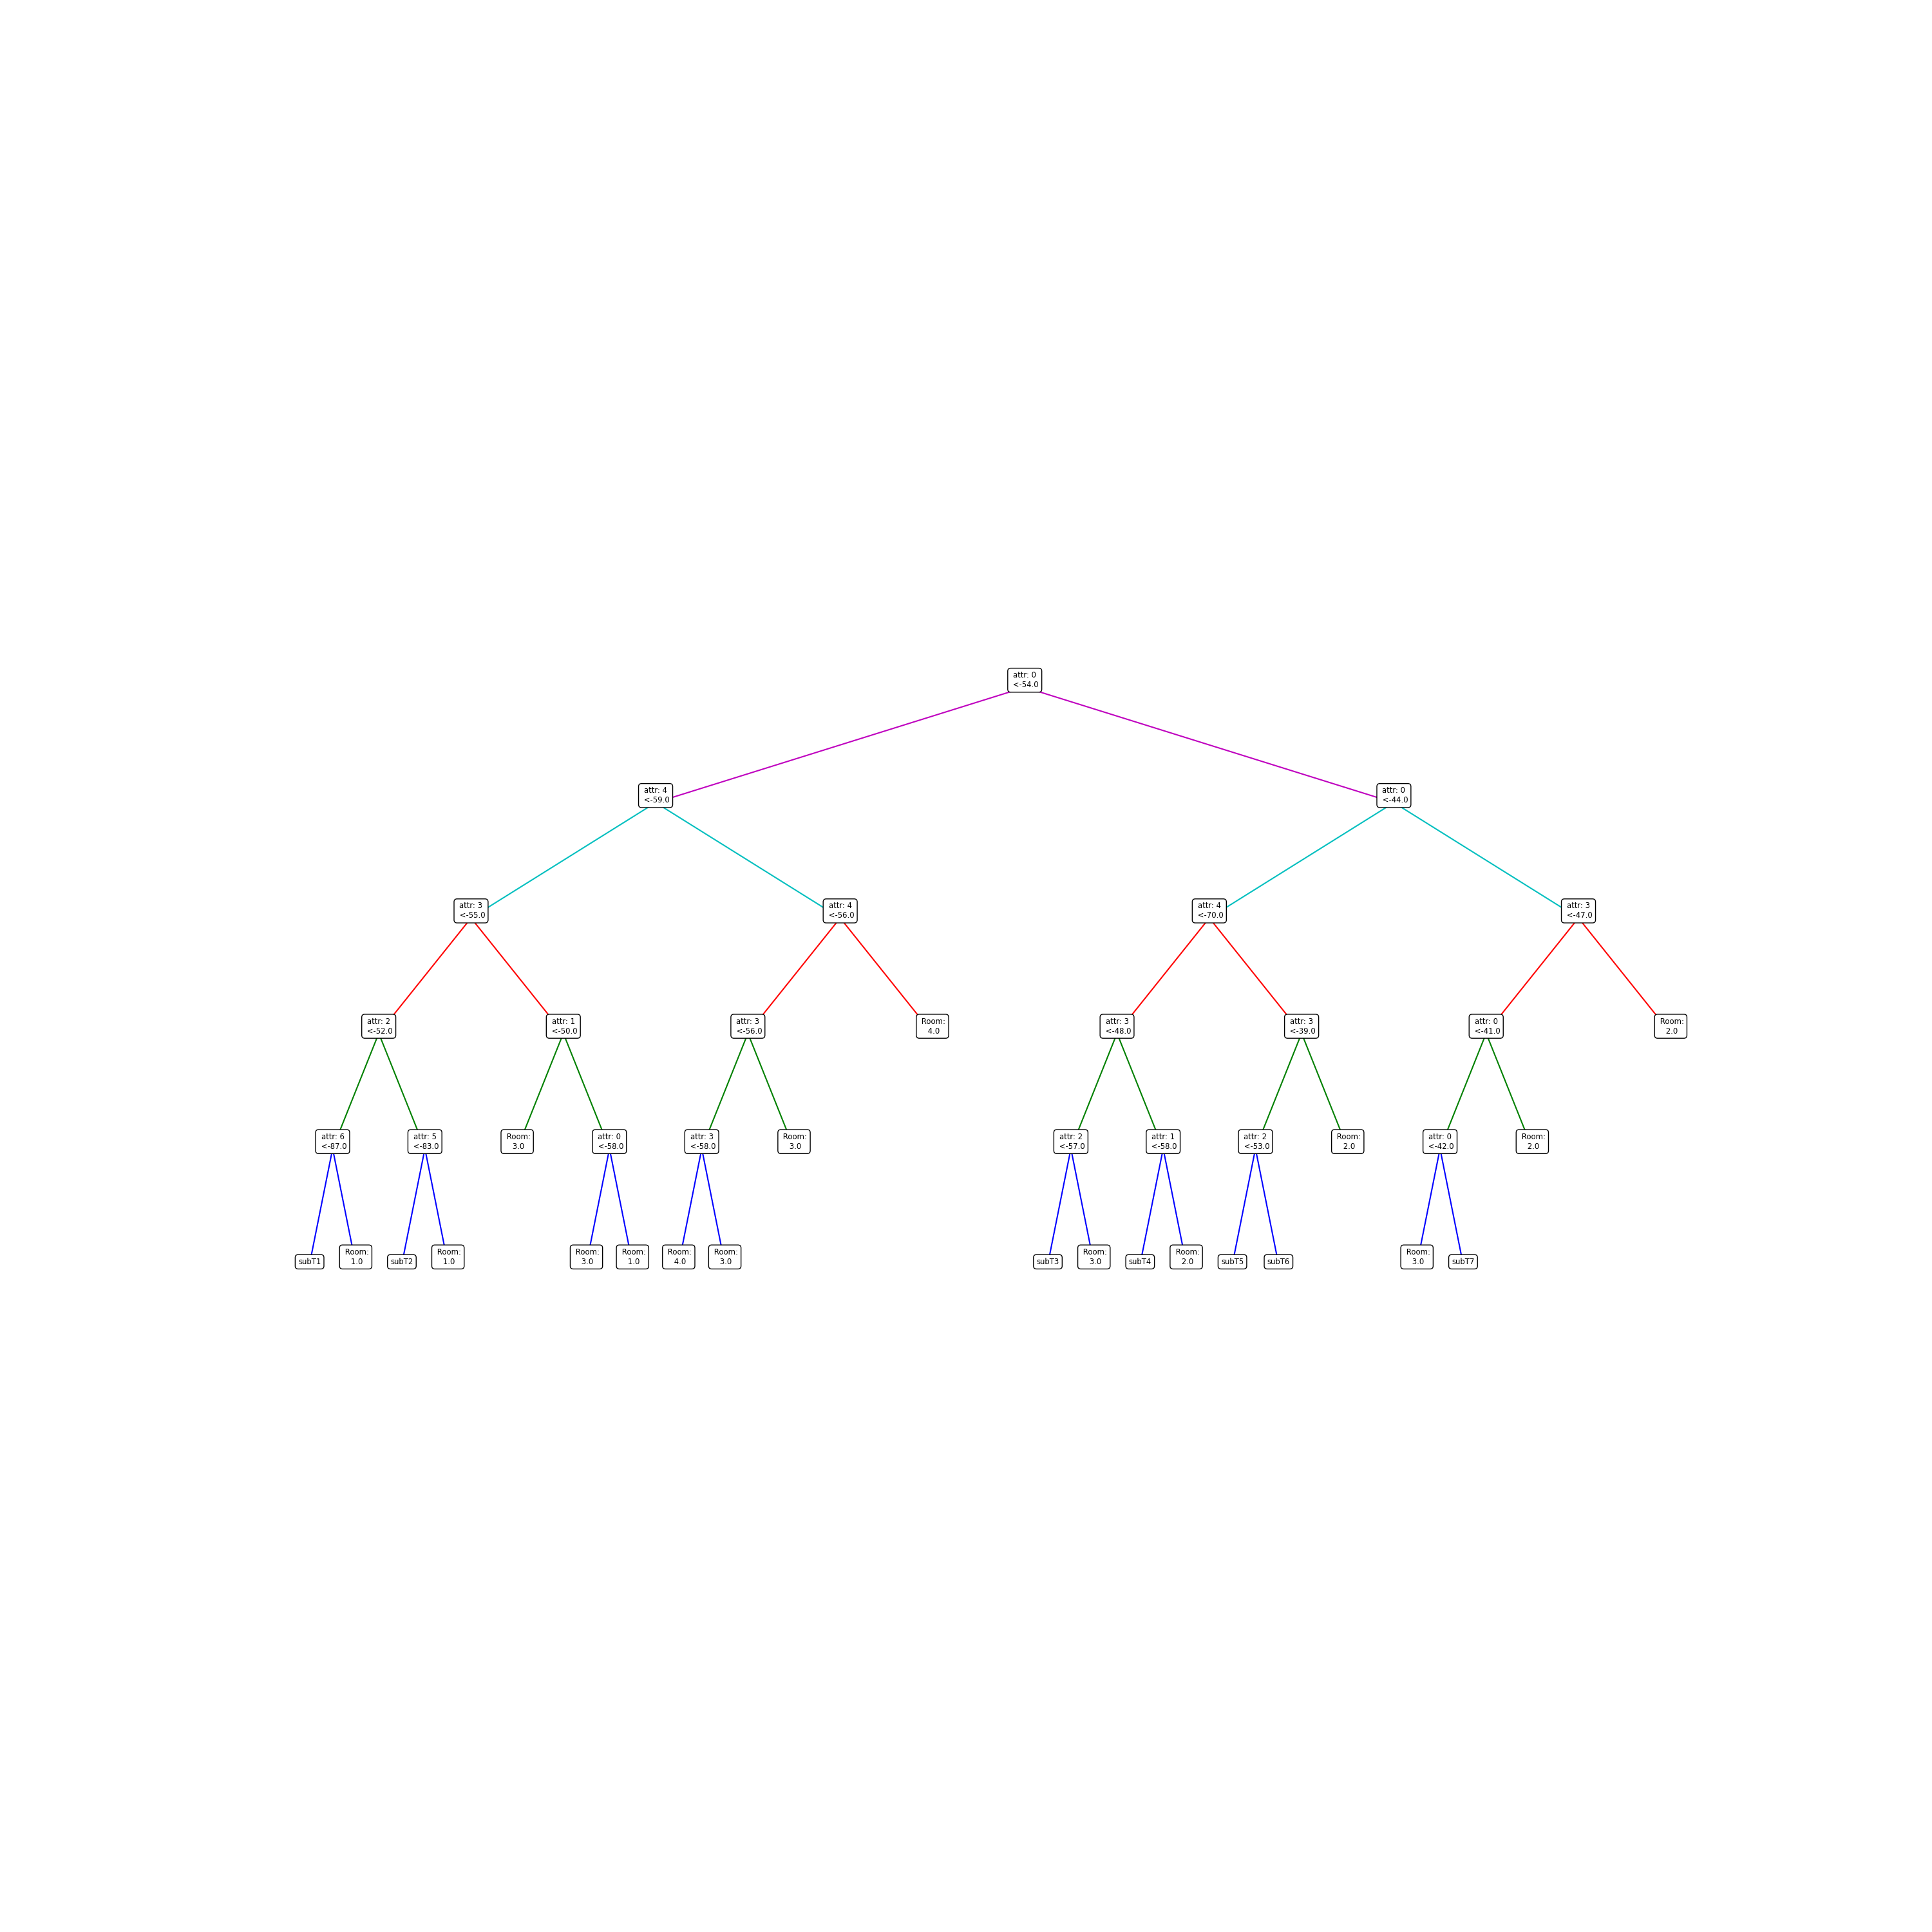 attr: 0
<-54.0
attr: 4
<-59.0
attr: 0
<-44.0
attr: 3
<-55.0
attr: 4
<-56.0
attr: 4
<-70.0
attr: 3
<-47.0
attr: 2
<-52.0
attr: 1
<-50.0
attr: 3
<-56.0
Room:
4.0
attr: 3
<-48.0
attr: 3
<-39.0
attr: 0
<-41.0
Room:
2.0
attr: 6
<-87.0
attr: 5
<-83.0
Room:
3.0
attr: 0
<-58.0
attr: 3
<-58.0
Room:
3.0
attr: 2
<-57.0
attr: 1
<-58.0
attr: 2
<-53.0
Room:
2.0
attr: 0
<-42.0
Room:
2.0
subT1
Room:
1.0
subT2
Room:
1.0
Room:
3.0
Room:
1.0
Room:
4.0
Room:
3.0
subT3
Room:
3.0
subT4
Room:
2.0
subT5
subT6
Room:
3.0
subT7